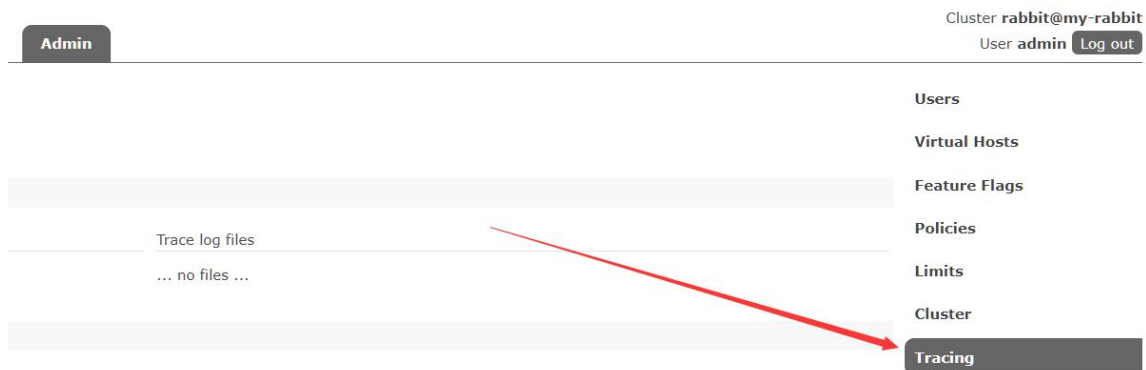 Cluster rabbit@my-rabbit
Admin
User admin Log out
Users
Virtual Hosts
Feature Flags
Policies
Trace log files
Limits
... no files ...
Cluster
Tracing